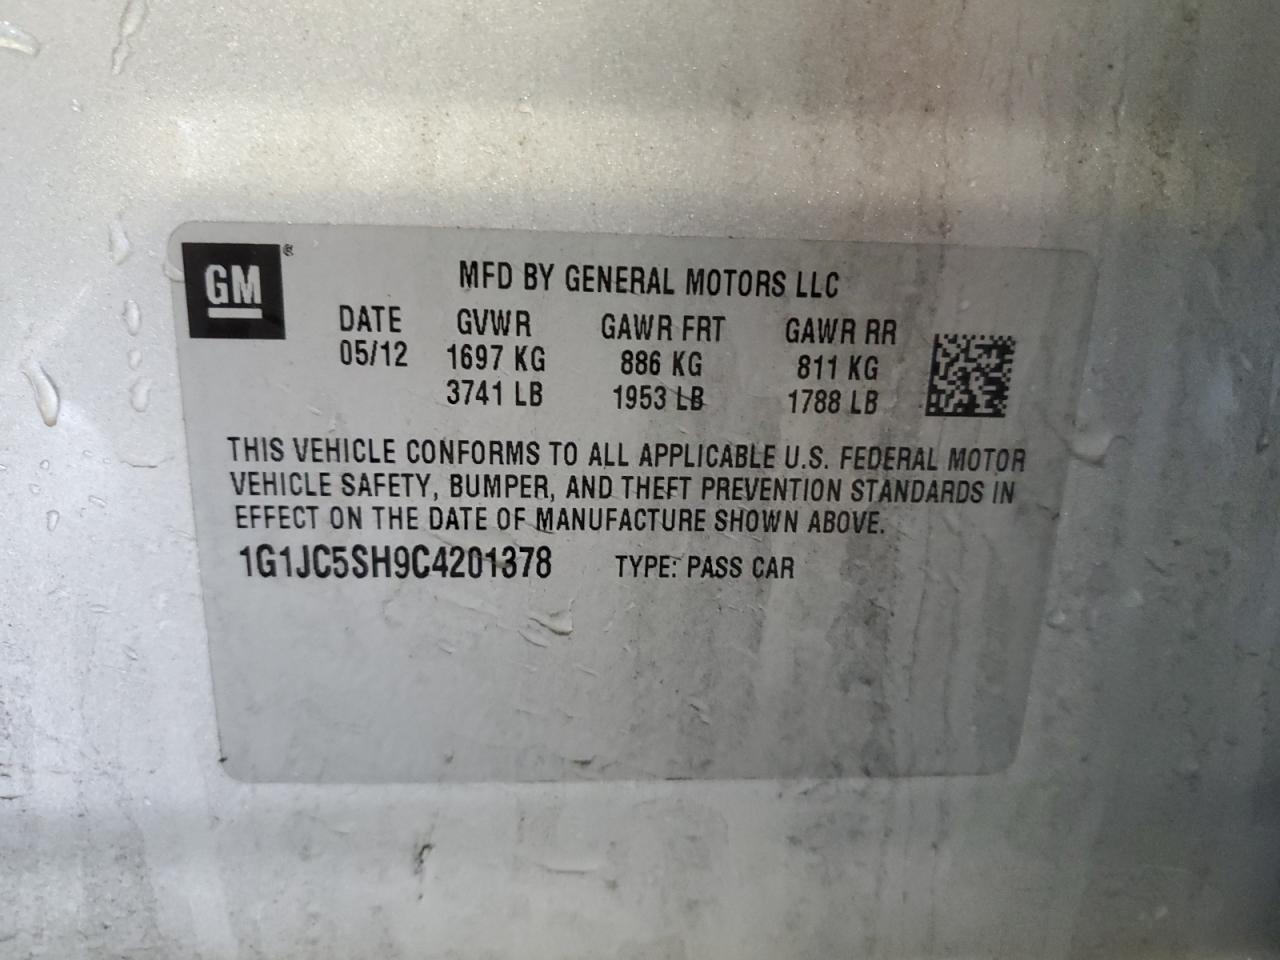 GM ®
MFD BY GENERAL MOTORS LLC
DATE GVWR GAWR FRT GAWR RR
05/12 1697 KG 886 KG 811 KG
3741 LB 1953 LB 1788 LB
THIS VEHICLE CONFORMS TO ALL APPLICABLE U.S. FEDERAL MOTOR
VEHICLE SAFETY, BUMPER, AND THEFT PREVENTION STANDARDS IN
EFFECT ON THE DATE OF MANUFACTURE SHOWN ABOVE.
1G1JC5SH9C4201378 TYPE: PASS CAR